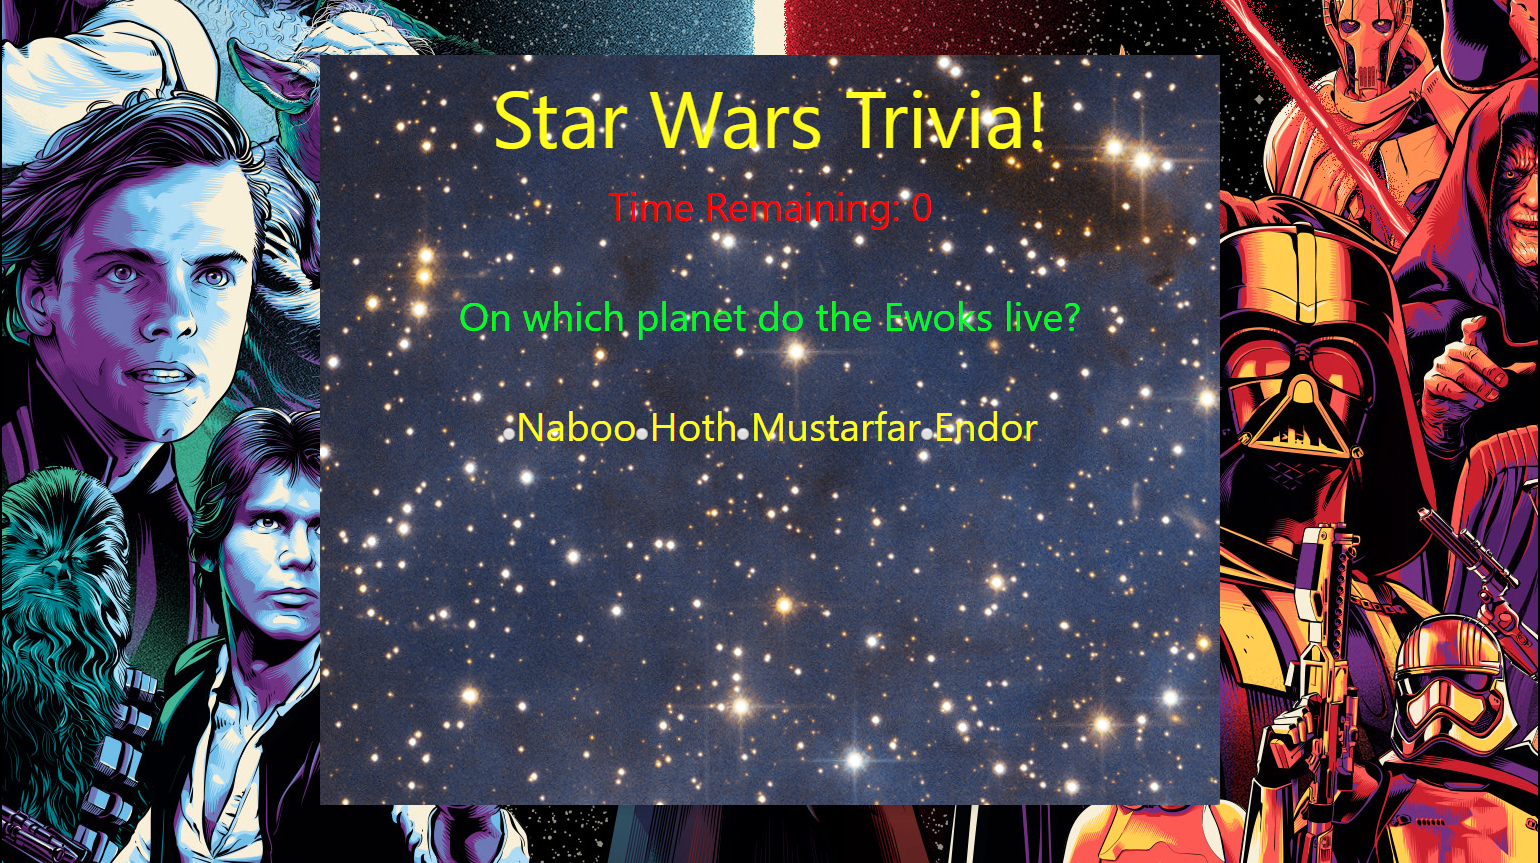 Star Wars Trivia!
Time Remaining: 0
On which planet do the Ewoks live?
Naboo Hoth Mustarfar Endor